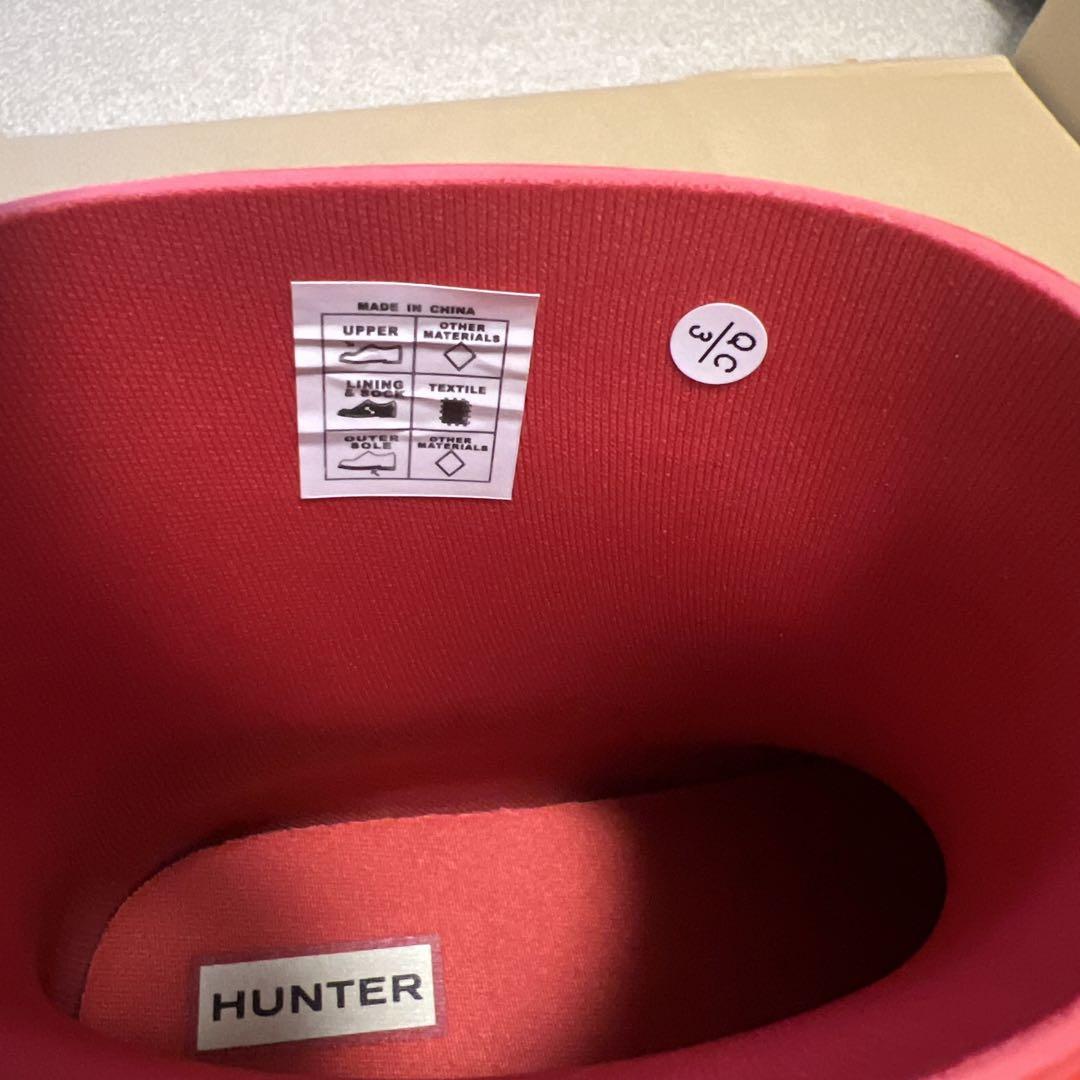 MADE IN CHINA
UPPER
OTHER
MATERIALS
LINING
& SOCK
TEXTILE
OUTER
SOLE
OTHER
MATERIALS
QC
3
HUNTER